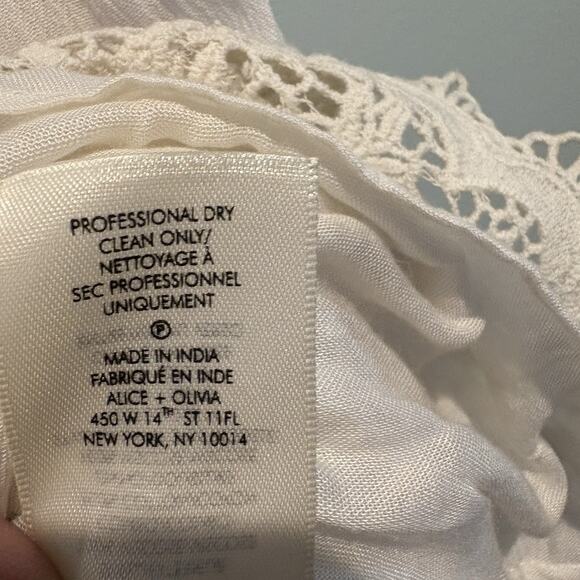 PROFESSIONAL DRY
CLEAN ONLY/
NETTOYAGE À
SEC PROFESSIONNEL
UNIQUEMENT
Ⓟ
MADE IN INDIA
FABRIQUÉ EN INDE
ALICE + OLIVIA
450 W 14TH ST 11FL
NEW YORK, NY 10014